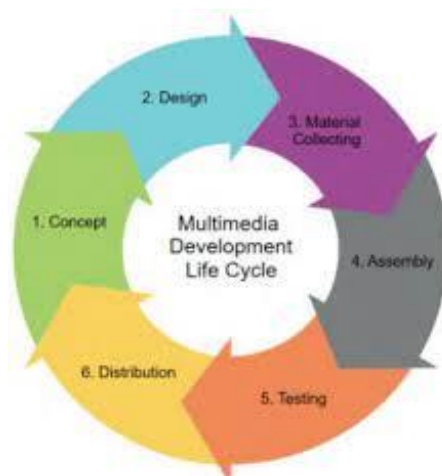 Multimedia
Development
Life Cycle
1. Concept
2. Design
3. Material
Collecting
4. Assembly
5. Testing
6. Distribution